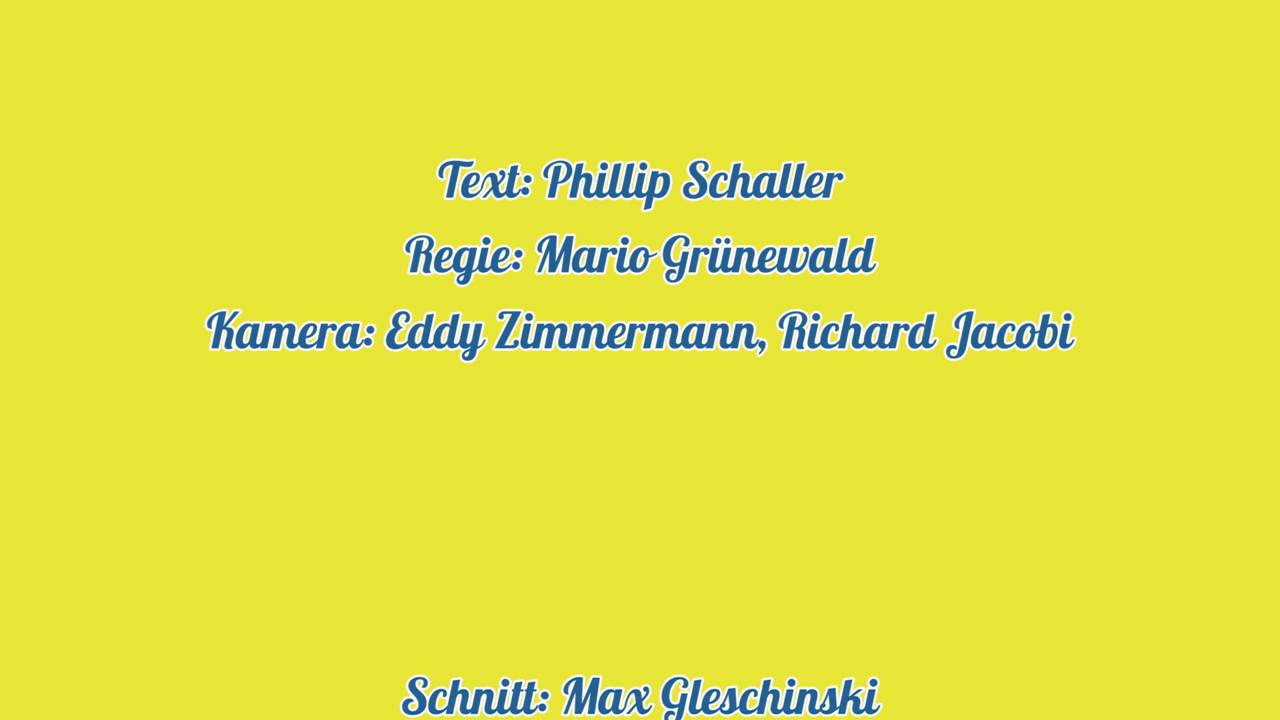 Text: Phillip Schaller
Regie: Mario Grünewald
Kamera: Eddy Zimmermann, Richard Jacobi
Schnitt: Max Gleschinski